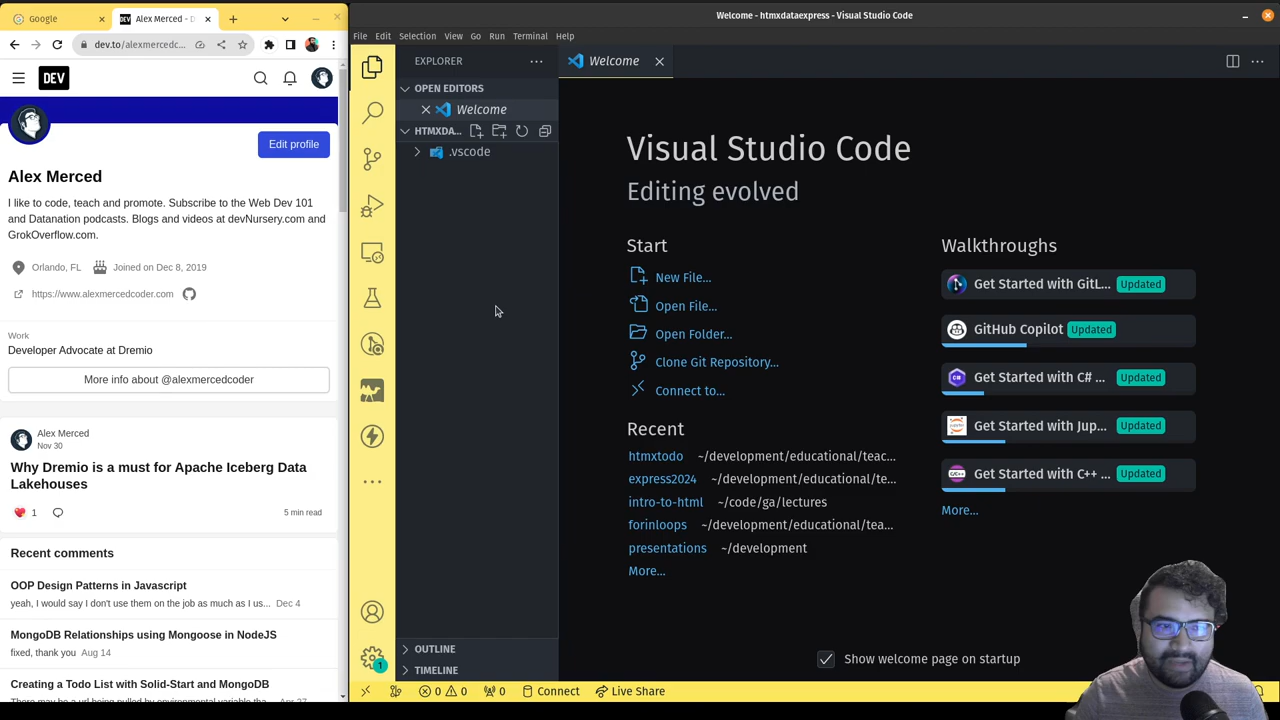 Google
Alex Merced - D
dev.to/alexmercedc...
DEV
Edit profile
Alex Merced
I like to code, teach and promote. Subscribe to the Web Dev 101
and Datanation podcasts. Blogs and videos at devNursery.com and
GrokOverflow.com.
Orlando, FL
Joined on Dec 8, 2019
https://www.alexmercedcoder.com
Work
Developer Advocate at Dremio
More info about @alexmercedcoder
Alex Merced
Nov 30
Why Dremio is a must for Apache Iceberg Data
Lakehouses
1
5 min read
Recent comments
OOP Design Patterns in Javascript
yeah, I would say I don't use them on the job as much as I us... Dec 4
MongoDB Relationships using Mongoose in NodeJS
fixed, thank you Aug 14
Creating a Todo List with Solid-Start and MongoDB
Welcome - htmxdataexpress - Visual Studio Code
File Edit Selection View Go Run Terminal Help
EXPLORER
OPEN EDITORS
Welcome
HTMXDA...
.vscode
OUTLINE
TIMELINE
Welcome
Visual Studio Code
Editing evolved
Start
New File...
Open File...
Open Folder...
Clone Git Repository...
Connect to...
Recent
htmxtodo ~/development/educational/teac...
express2024 ~/development/educational/te...
intro-to-html ~/code/ga/lectures
forinloops ~/development/educational/tea...
presentations ~/development
More...
Walkthroughs
Get Started with GitL... Updated
GitHub Copilot Updated
Get Started with C# ... Updated
Get Started with Jup... Updated
Get Started with C++ ... Updated
More...
Show welcome page on startup
1
0 0 0 Connect Live Share